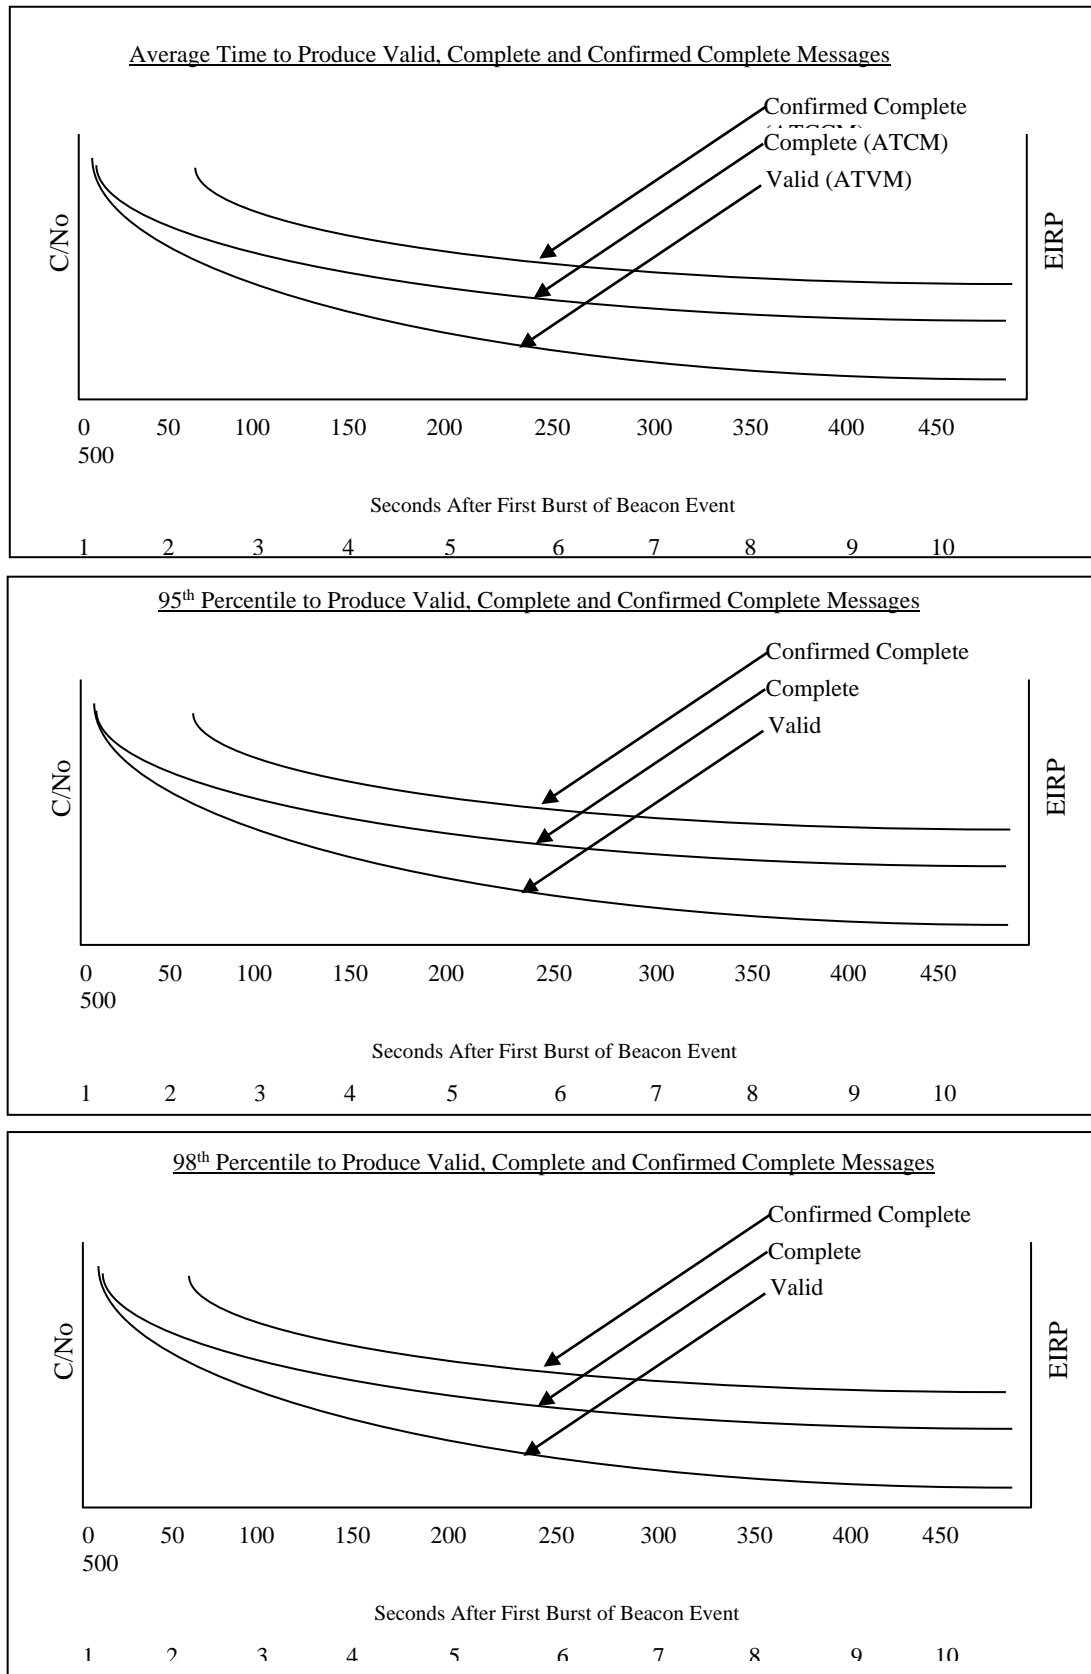 Average Time to Produce Valid, Complete and Confirmed Complete Messages
Confirmed Complete
(ATCCM)
Complete (ATCM)
Valid (ATVM)
C/No
EIRP
0 50 100 150 200 250 300 350 400 450
500
Seconds After First Burst of Beacon Event
1 2 3 4 5 6 7 8 9 10
95th Percentile to Produce Valid, Complete and Confirmed Complete Messages
Confirmed Complete
Complete
Valid
C/No
EIRP
0 50 100 150 200 250 300 350 400 450
500
Seconds After First Burst of Beacon Event
1 2 3 4 5 6 7 8 9 10
98th Percentile to Produce Valid, Complete and Confirmed Complete Messages
Confirmed Complete
Complete
Valid
C/No
EIRP
0 50 100 150 200 250 300 350 400 450
500
Seconds After First Burst of Beacon Event
1 2 3 4 5 6 7 8 9 10